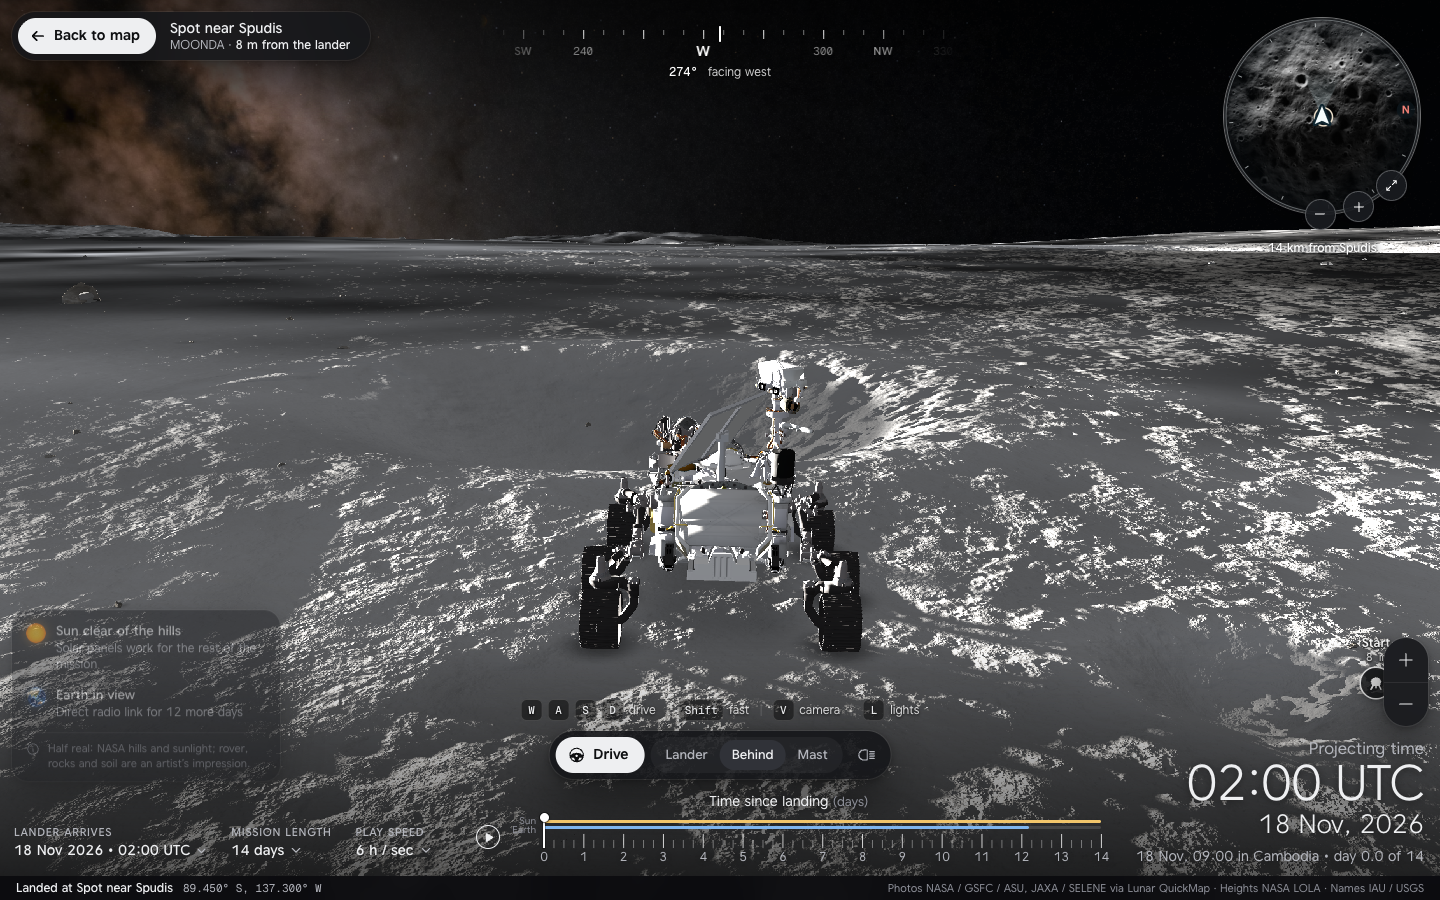 Back to map
Spot near Spudis
MOONDA · 8 m from the lander
SW 240 W 300 NW 330
274° facing west
N
14 km from Spudis
Sun clear of the hills
Solar panels work for the rest of the
mission
Earth in view
Direct radio link for 12 more days
Half real: NASA hills and sunlight; rover,
rocks and soil are an artist's impression.
Start
W A S D drive Shift fast V camera L lights
Drive Lander Behind Mast
Time since landing (days)
Sun
Earth
0 1 2 3 4 5 6 7 8 9 10 11 12 13 14
LANDER ARRIVES
18 Nov 2026 • 02:00 UTC
MISSION LENGTH
14 days
PLAY SPEED
6 h / sec
Projecting time
02:00 UTC
18 Nov, 2026
18 Nov, 09:00 in Cambodia • day 0.0 of 14
Landed at Spot near Spudis 89.450° S, 137.300° W
Photos NASA / GSFC / ASU, JAXA / SELENE via Lunar QuickMap · Heights NASA LOLA · Names IAU / USGS